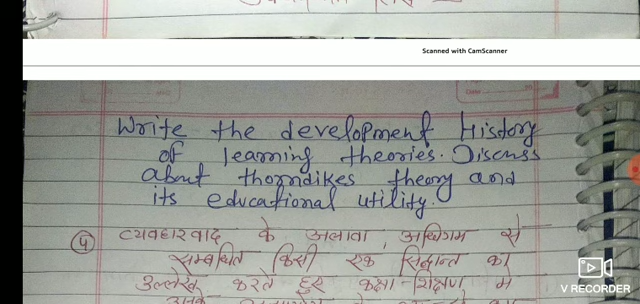 Scanned with CamScanner
Write the development History
of learning theories. Discuss
about thorndikes theory and
its educational utility.
④ व्यवहारवाद के अलावा, अधिगम से
सम्बधित किसी एक सिद्धान्त का
उल्लेख करते हुए कक्षा-शिक्षण मे
V RECORDER